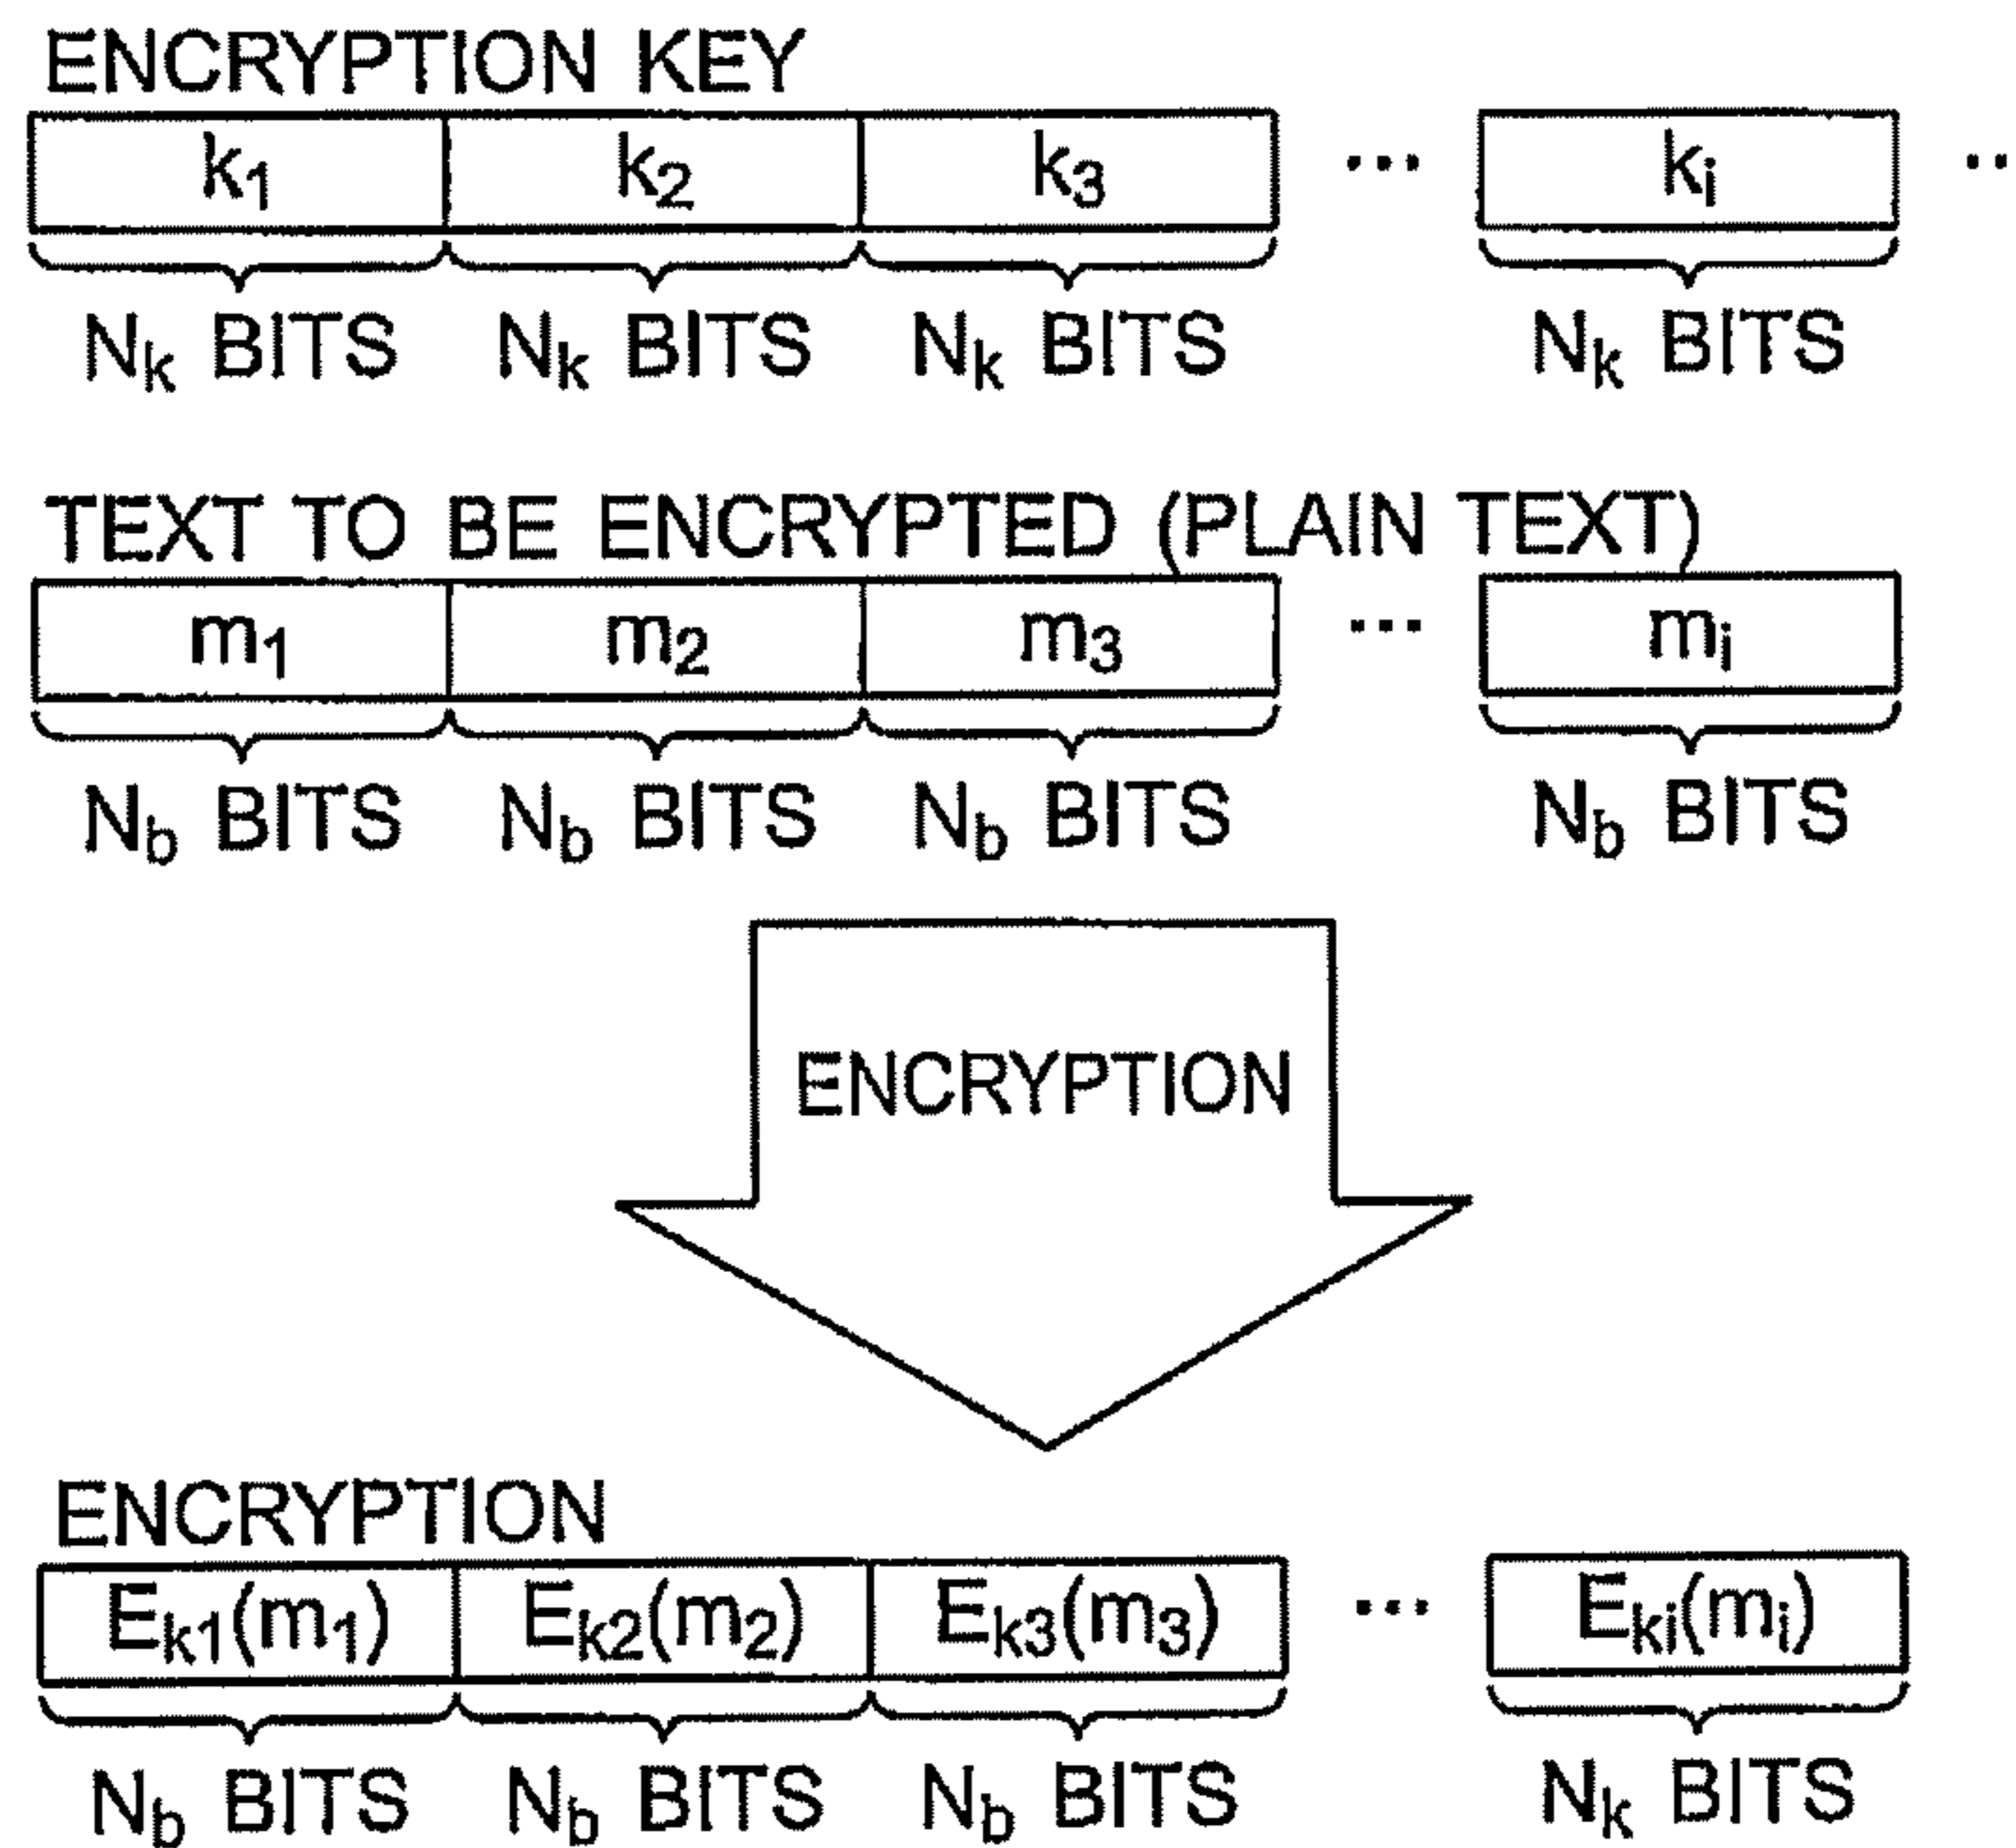 ENCRYPTION KEY
k1 k2 k3 ... ki ..
Nk BITS Nk BITS Nk BITS Nk BITS
TEXT TO BE ENCRYPTED (PLAIN TEXT)
m1 m2 m3 ... mi
Nb BITS Nb BITS Nb BITS Nb BITS
ENCRYPTION
ENCRYPTION
Ek1(m1) Ek2(m2) Ek3(m3) ... Eki(mi)
Nb BITS Nb BITS Nb BITS Nk BITS